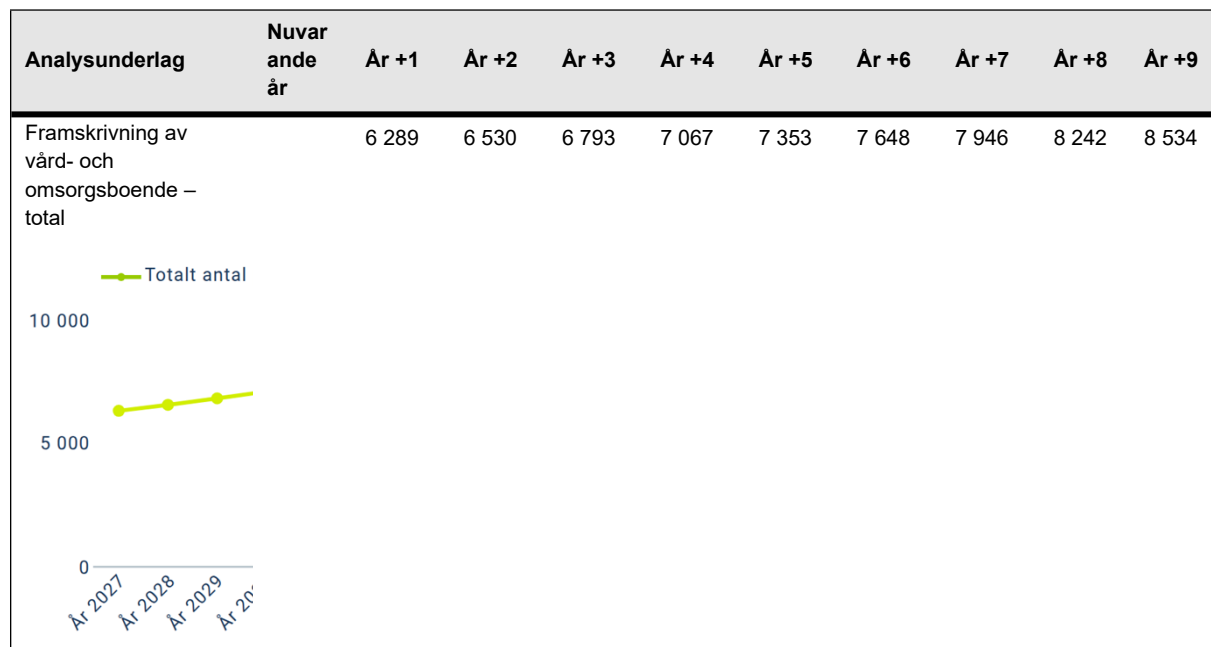 Analysunderlag Nuvar ande år År +1 År +2 År +3 År +4 År +5 År +6 År +7 År +8 År +9
Framskrivning av 6 289 6 530 6 793 7 067 7 353 7 648 7 946 8 242 8 534
vård- och
omsorgsboende –
total
Totalt antal
10 000
5 000
0
År 2027 År 2028 År 2029 År